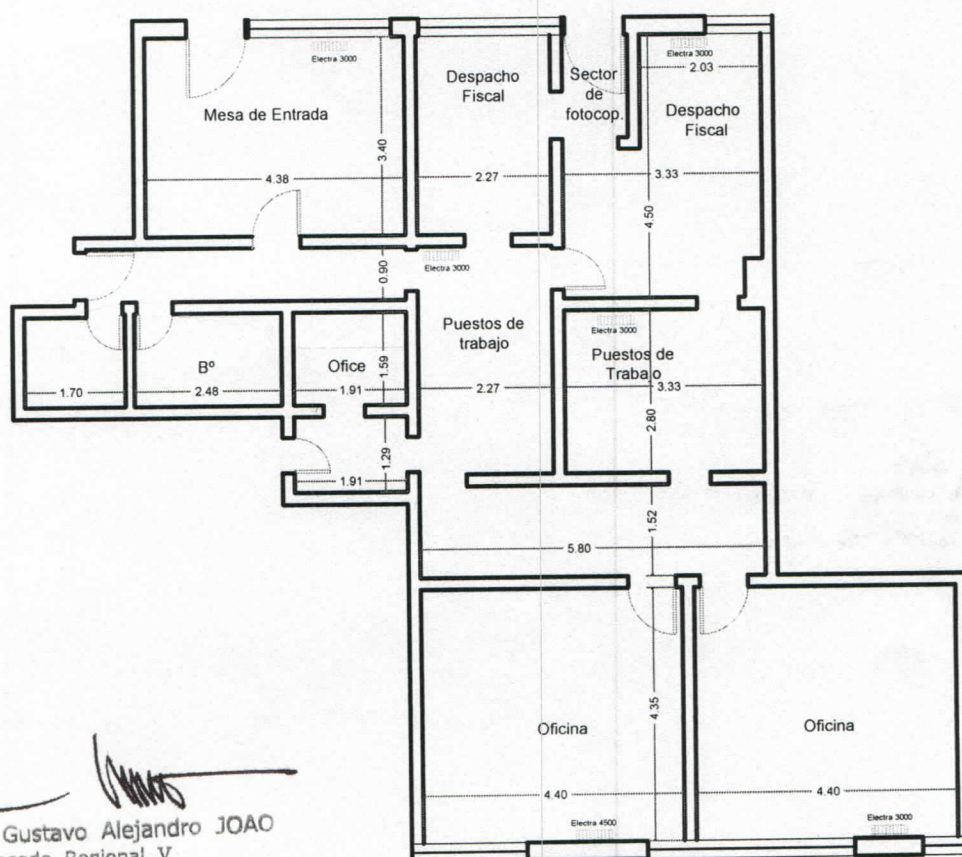 Electra 3000
Electra 3000
2.03
Despacho
Fiscal
Sector
de
fotocop.
Mesa de Entrada
Despacho
Fiscal
3.40
4.38
2.27
3.33
4.50
0.90
Electra 3000
Electra 3000
Puestos de
trabajo
Puestos de
Trabajo
Bº
Ofice
1.59
1.70
2.48
1.91
2.27
3.33
2.80
1.29
1.91
1.52
5.80
4.35
Oficina
Oficina
4.40
4.40
Electra 4500
Electra 3000
Gustavo Alejandro JOAO
Regional V